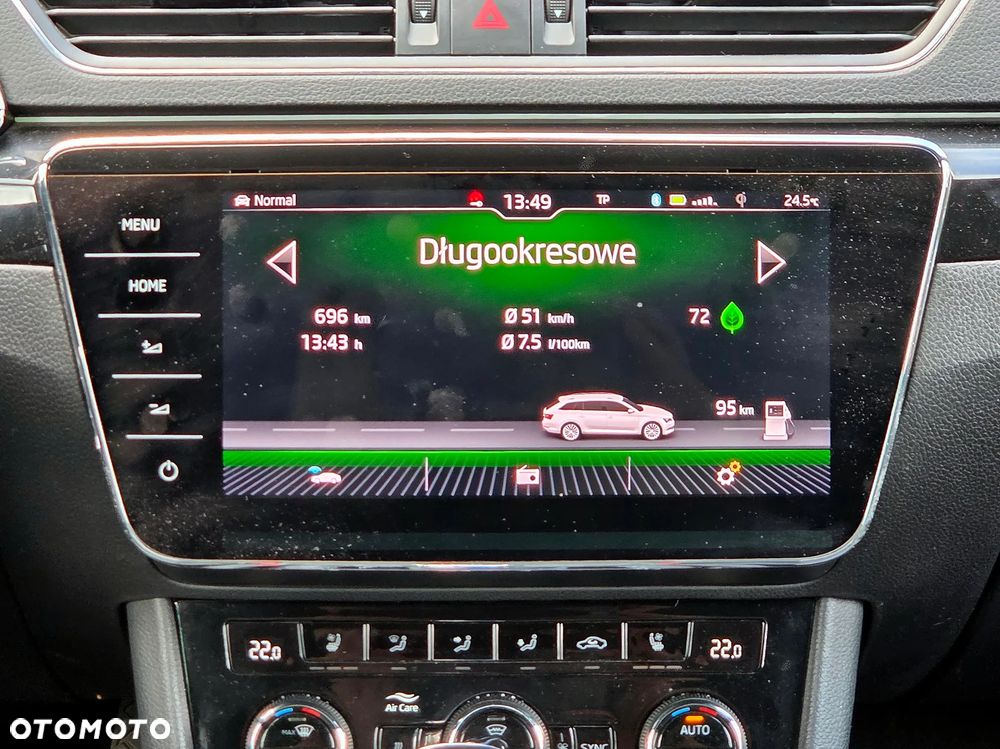 Normal 13:49 TP 24.5°C
MENU
HOME
Długookresowe
696 km Ø 51 km/h 72
13:43 h Ø 7.5 l/100km
95 km
22.0 22.0
Air Care
MAX
SYNC
AUTO
OTOMOTO